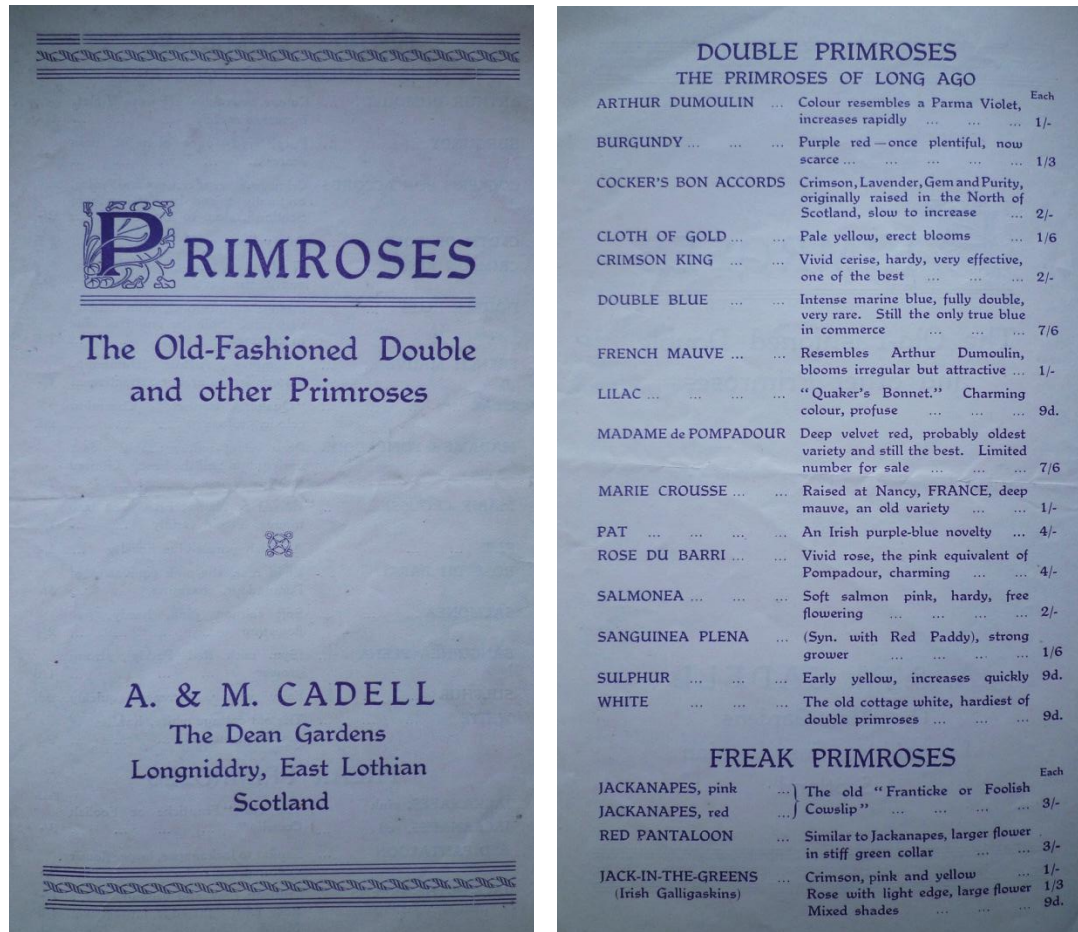 PRIMROSES
The Old-Fashioned Double
and other Primroses
A. & M. CADELL
The Dean Gardens
Longniddry, East Lothian
Scotland
DOUBLE PRIMROSES
THE PRIMROSES OF LONG AGO
Each
ARTHUR DUMOULIN ... Colour resembles a Parma Violet,
increases rapidly ... ... ... 1/-
BURGUNDY ... ... ... Purple red—once plentiful, now
scarce ... ... ... ... ... 1/3
COCKER'S BON ACCORDS Crimson, Lavender, Gem and Purity,
originally raised in the North of
Scotland, slow to increase ... 2/-
CLOTH OF GOLD ... ... Pale yellow, erect blooms ... 1/6
CRIMSON KING ... ... Vivid cerise, hardy, very effective,
one of the best ... ... ... 2/-
DOUBLE BLUE ... ... Intense marine blue, fully double,
very rare. Still the only true blue
in commerce ... ... ... 7/6
FRENCH MAUVE ... ... Resembles Arthur Dumoulin,
blooms irregular but attractive ... 1/-
LILAC ... ... ... ... "Quaker's Bonnet." Charming
colour, profuse ... ... ... 9d.
MADAME de POMPADOUR Deep velvet red, probably oldest
variety and still the best. Limited
number for sale ... ... ... 7/6
MARIE CROUSSE ... ... Raised at Nancy, FRANCE, deep
mauve, an old variety ... ... 1/-
PAT ... ... ... ... An Irish purple-blue novelty ... 4/-
ROSE DU BARRI ... ... Vivid rose, the pink equivalent of
Pompadour, charming ... ... 4/-
SALMONEA ... ... ... Soft salmon pink, hardy, free
flowering ... ... ... ... 2/-
SANGUINEA PLENA ... (Syn. with Red Paddy), strong
grower ... ... ... ... 1/6
SULPHUR ... ... ... Early yellow, increases quickly 9d.
WHITE ... ... ... The old cottage white, hardiest of
double primroses ... ... ... 9d.
FREAK PRIMROSES
Each
JACKANAPES, pink ...} The old "Franticke or Foolish
JACKANAPES, red ...} Cowslip" ... ... ... ... 3/-
RED PANTALOON ... Similar to Jackanapes, larger flower
in stiff green collar ... ... 3/-
JACK-IN-THE-GREENS ... Crimson, pink and yellow ... 1/-
(Irish Galligaskins) Rose with light edge, large flower 1/3
Mixed shades ... ... ... 9d.